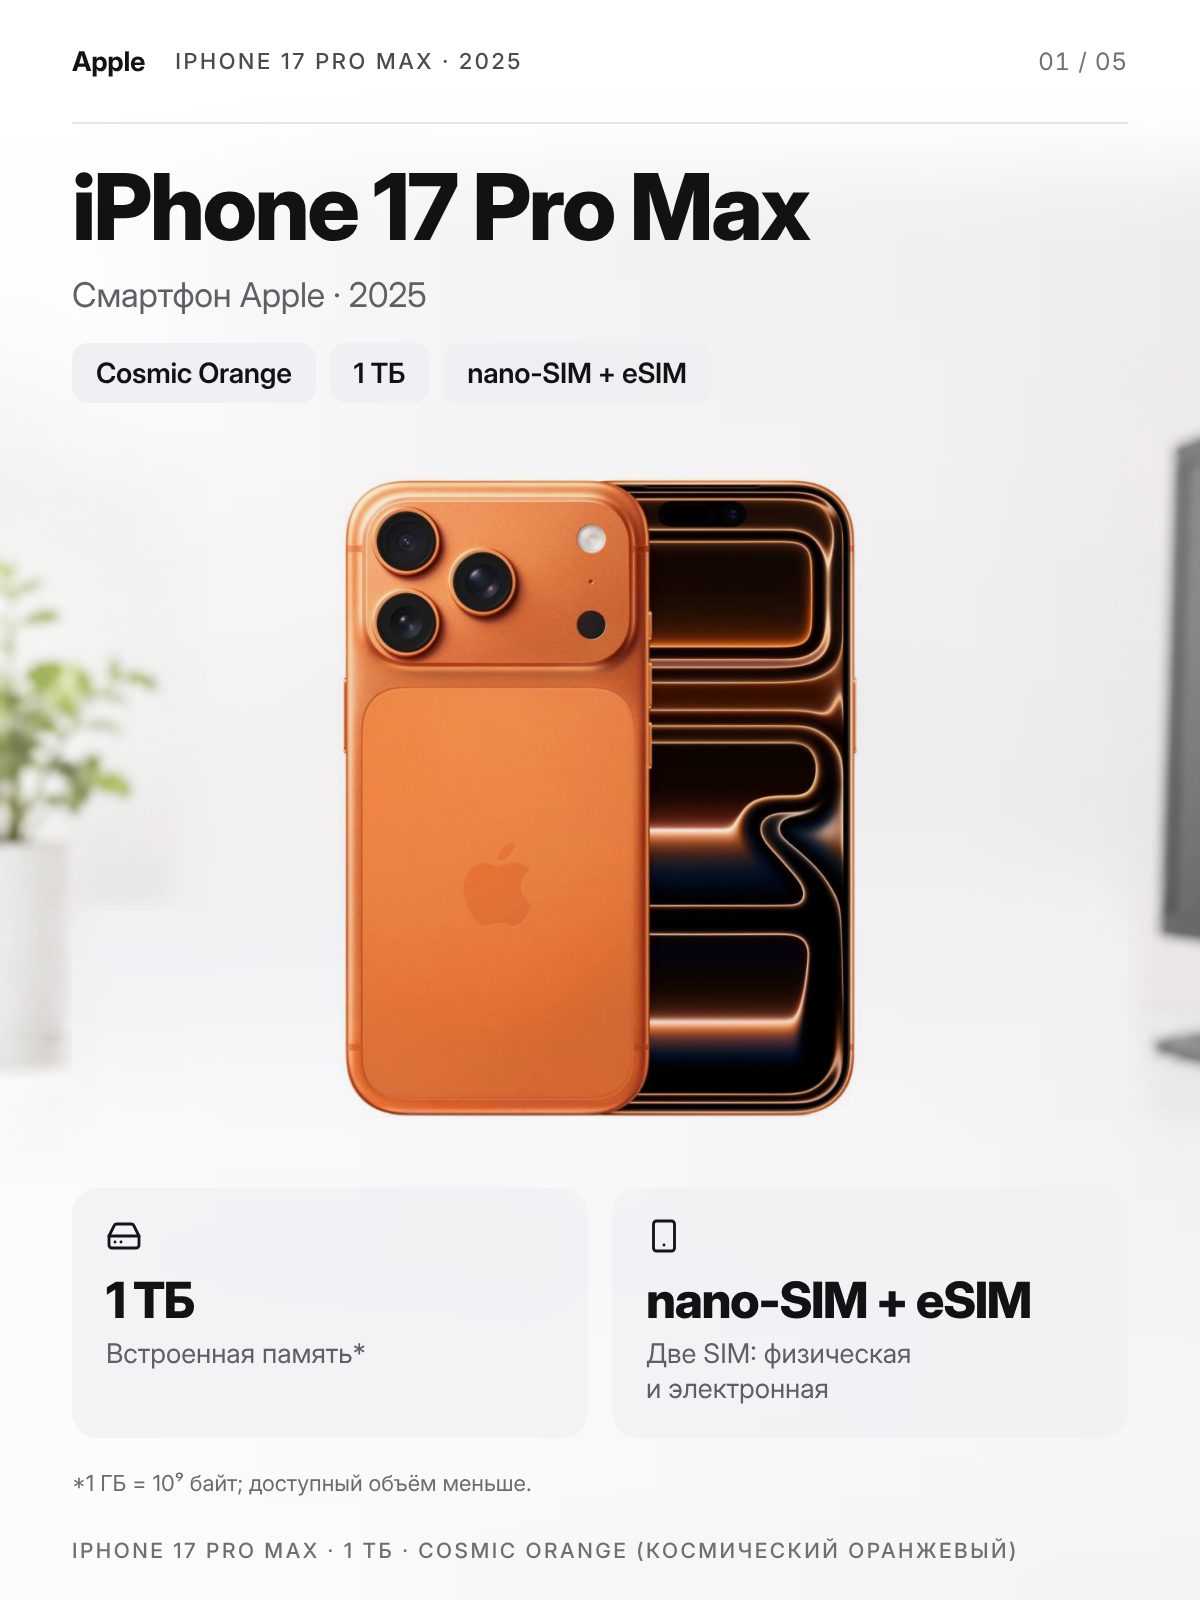 Apple IPHONE 17 PRO MAX · 2025 01 / 05
iPhone 17 Pro Max
Смартфон Apple · 2025
Cosmic Orange 1 ТБ nano-SIM + eSIM
1 ТБ
Встроенная память*
nano-SIM + eSIM
Две SIM: физическая
и электронная
*1 ГБ = 10⁹ байт; доступный объём меньше.
IPHONE 17 PRO MAX · 1 ТБ · COSMIC ORANGE (КОСМИЧЕСКИЙ ОРАНЖЕВЫЙ)